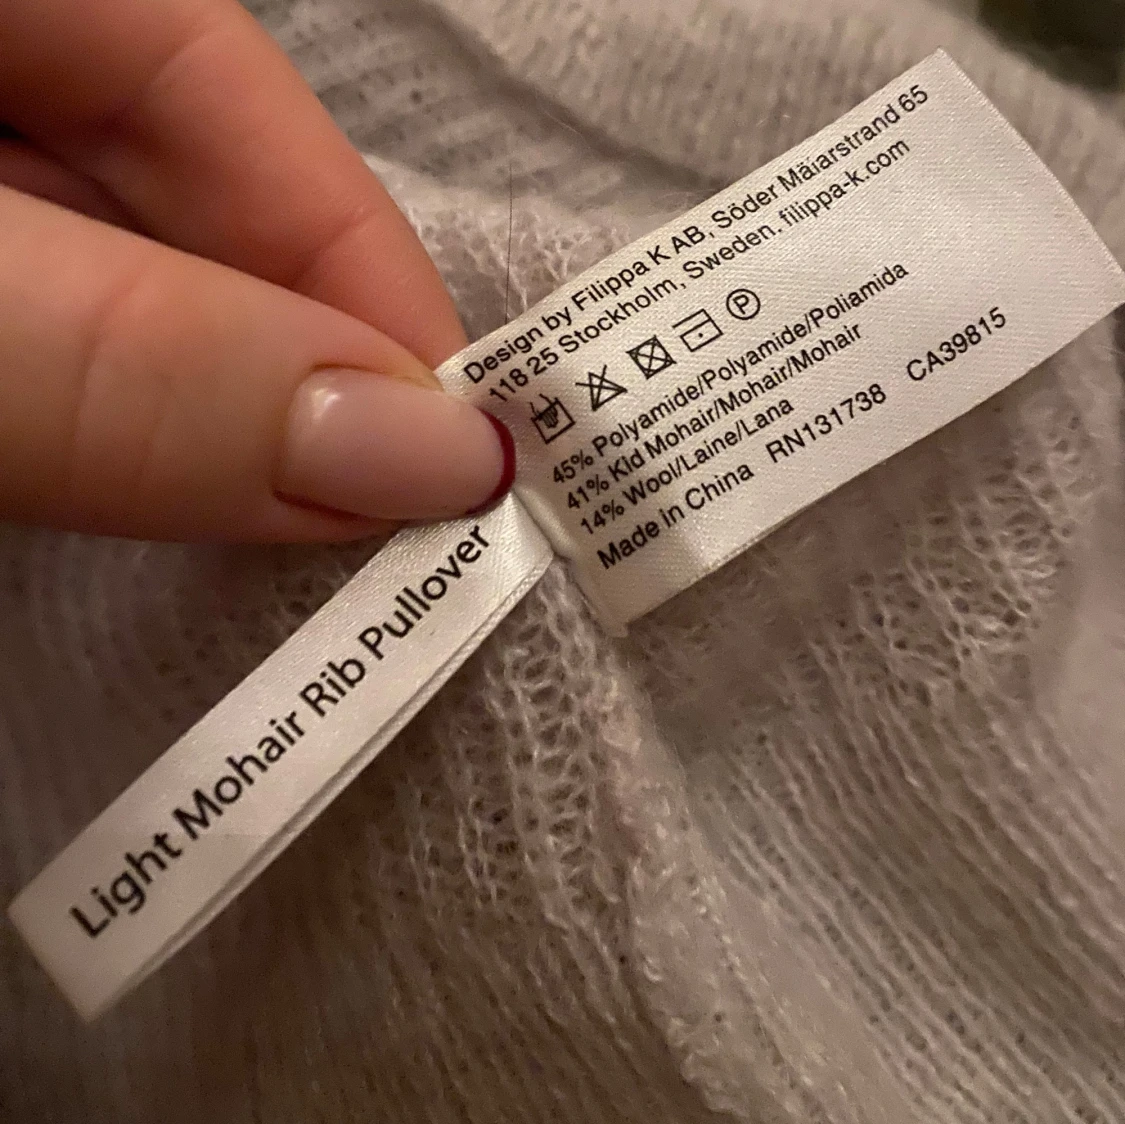 Design by Filippa K AB, Söder Mälarstrand 65
118 25 Stockholm, Sweden. filippa-k.com
P
45% Polyamide/Polyamide/Poliamida
41% Kid Mohair/Mohair/Mohair
14% Wool/Laine/Lana
Made in China RN131738 CA39815
Light Mohair Rib Pullover